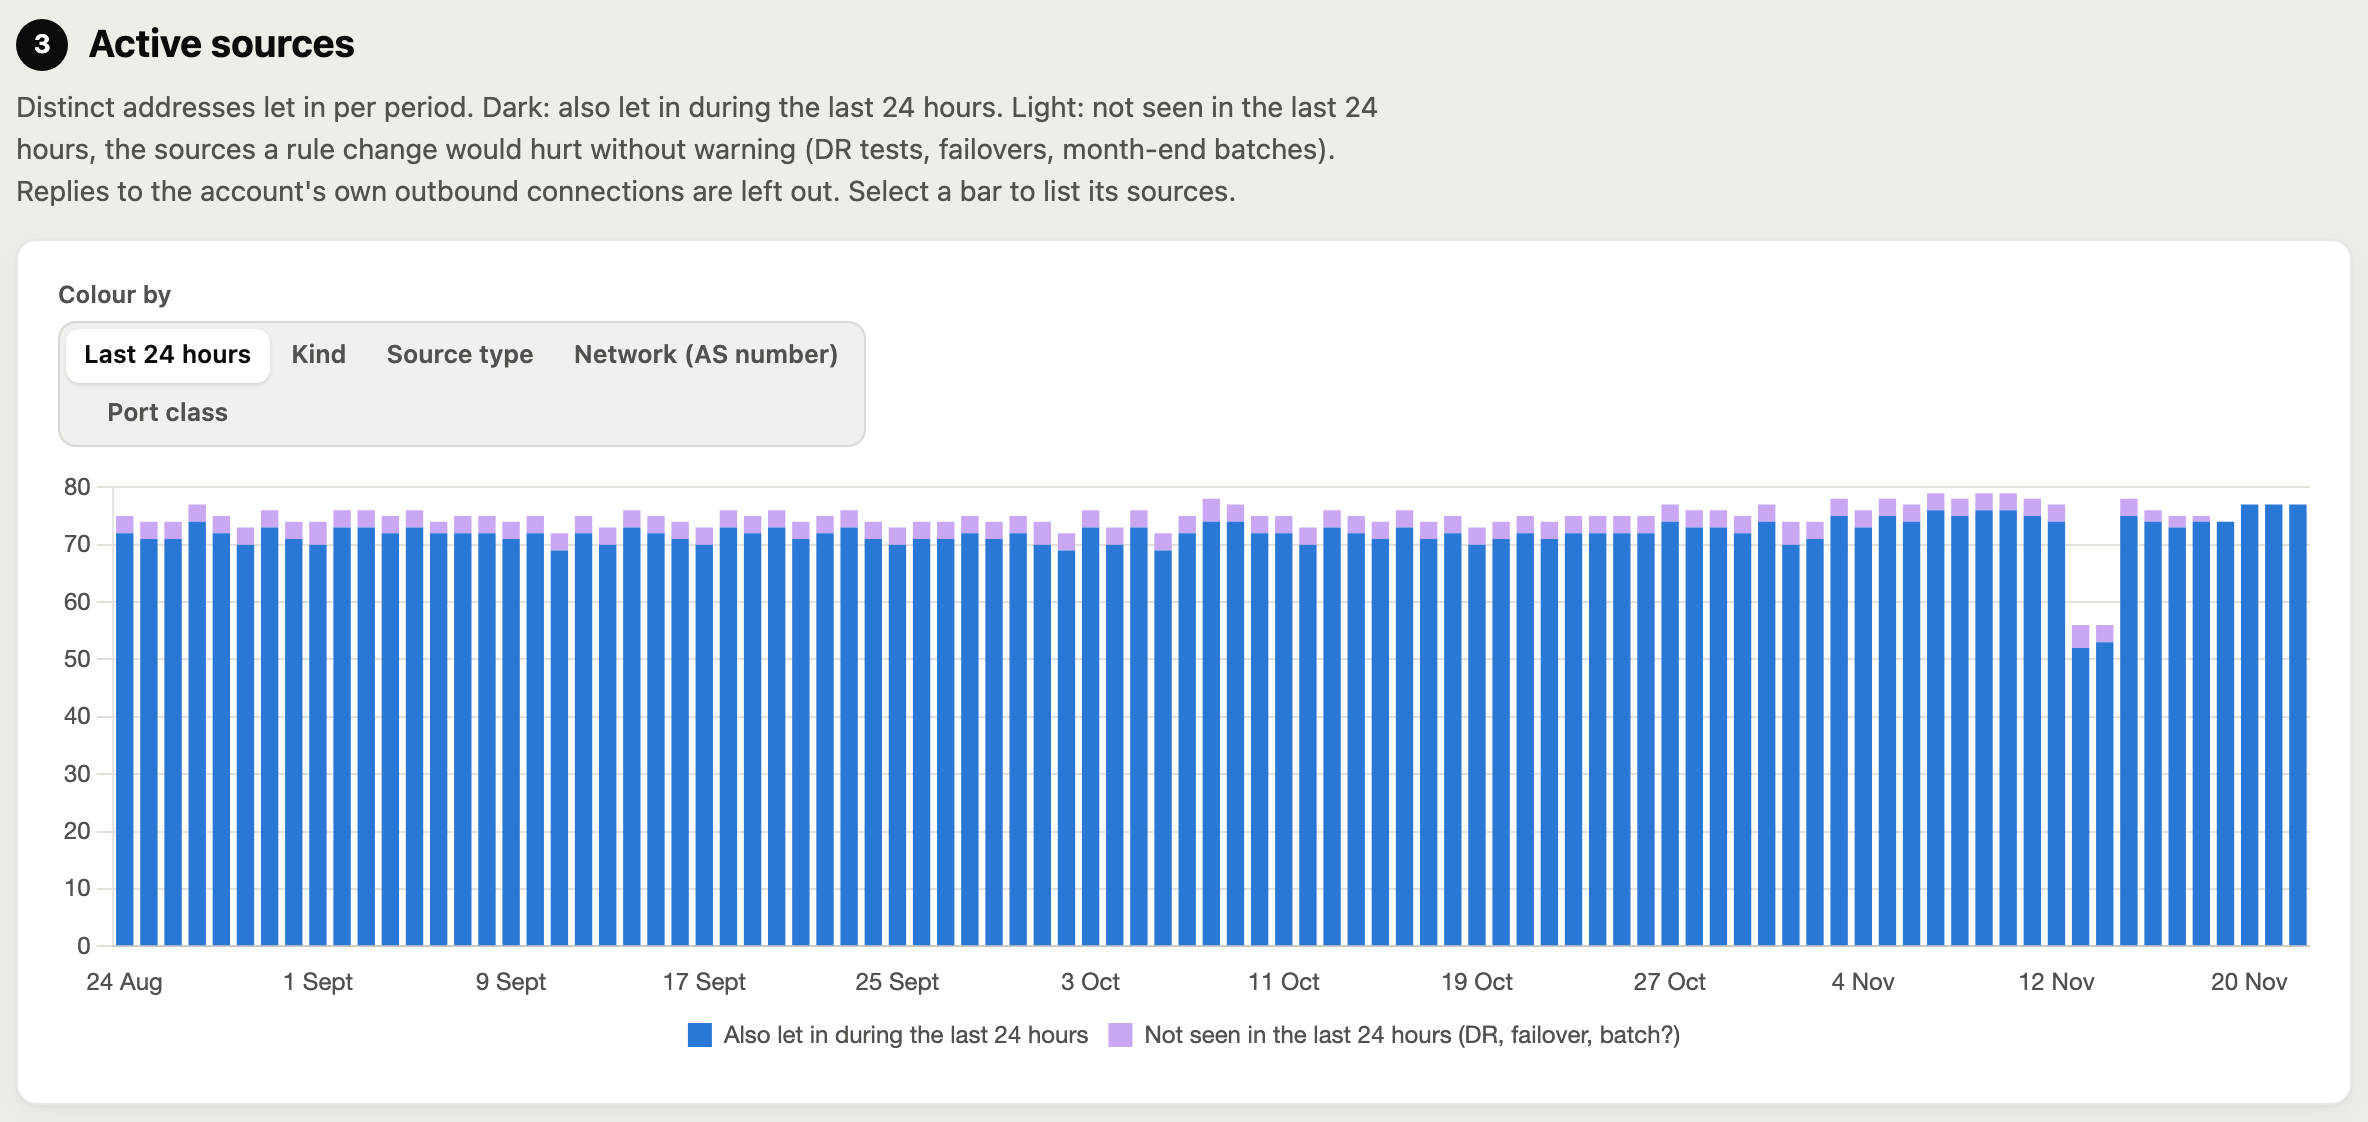 3 Active sources
Distinct addresses let in per period. Dark: also let in during the last 24 hours. Light: not seen in the last 24
hours, the sources a rule change would hurt without warning (DR tests, failovers, month-end batches).
Replies to the account's own outbound connections are left out. Select a bar to list its sources.
Colour by
Last 24 hours Kind Source type Network (AS number)
Port class
80
70
60
50
40
30
20
10
0
24 Aug 1 Sept 9 Sept 17 Sept 25 Sept 3 Oct 11 Oct 19 Oct 27 Oct 4 Nov 12 Nov 20 Nov
Also let in during the last 24 hours Not seen in the last 24 hours (DR, failover, batch?)